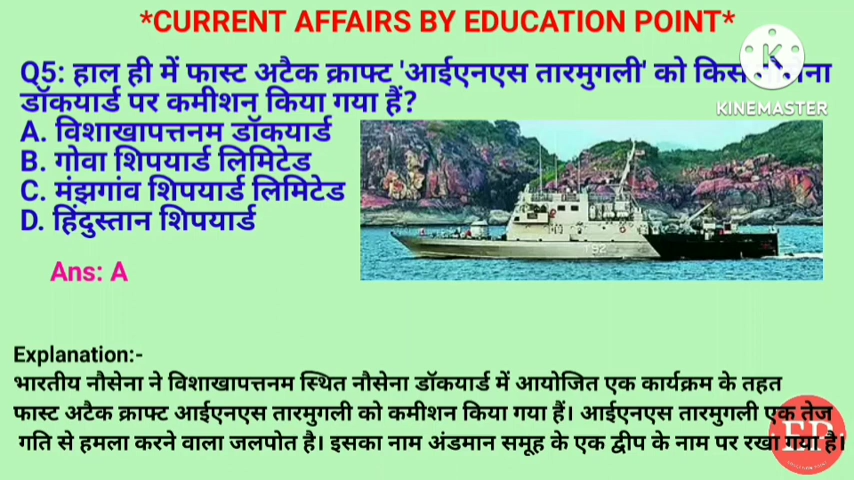 *CURRENT AFFAIRS BY EDUCATION POINT*
Q5: हाल ही में फास्ट अटैक क्राफ्ट 'आईएनएस तारमुगली' को किस
डॉकयार्ड पर कमीशन किया गया हैं?
KINEMASTER
A. विशाखापत्तनम डॉकयार्ड
B. गोवा शिपयार्ड लिमिटेड
C. मंझगांव शिपयार्ड लिमिटेड
D. हिंदुस्तान शिपयार्ड
T 92
Ans: A
Explanation:-
भारतीय नौसेना ने विशाखापत्तनम स्थित नौसेना डॉकयार्ड में आयोजित एक कार्यक्रम के तहत
फास्ट अटैक क्राफ्ट आईएनएस तारमुगली को कमीशन किया गया हैं। आईएनएस तारमुगली एक तेज
गति से हमला करने वाला जलपोत है। इसका नाम अंडमान समूह के एक द्वीप के नाम पर रखा गया है।
EP